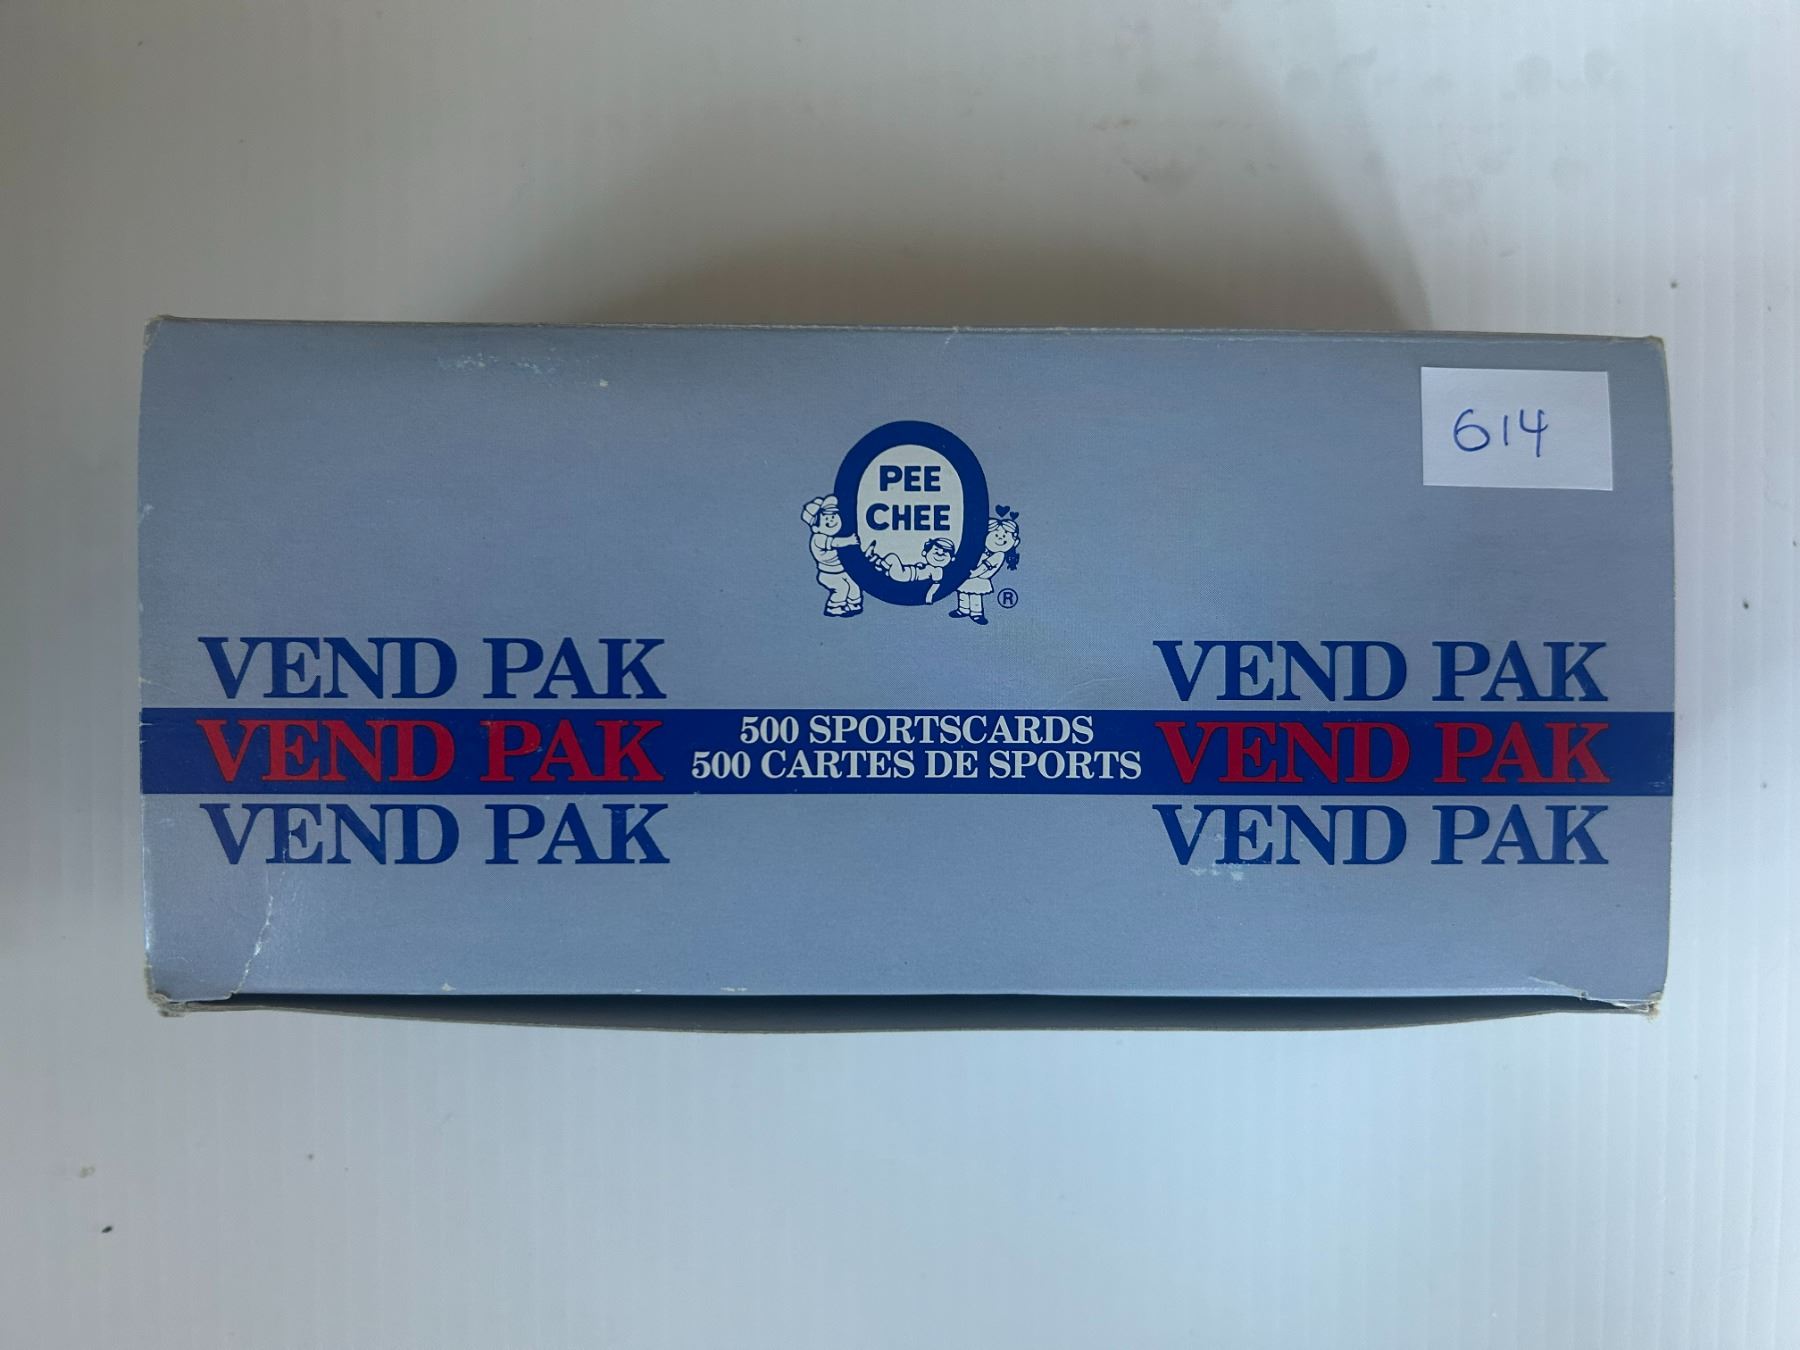 614
PEE
CHEE
®
VEND PAK VEND PAK
VEND PAK 500 SPORTSCARDS VEND PAK
500 CARTES DE SPORTS
VEND PAK VEND PAK